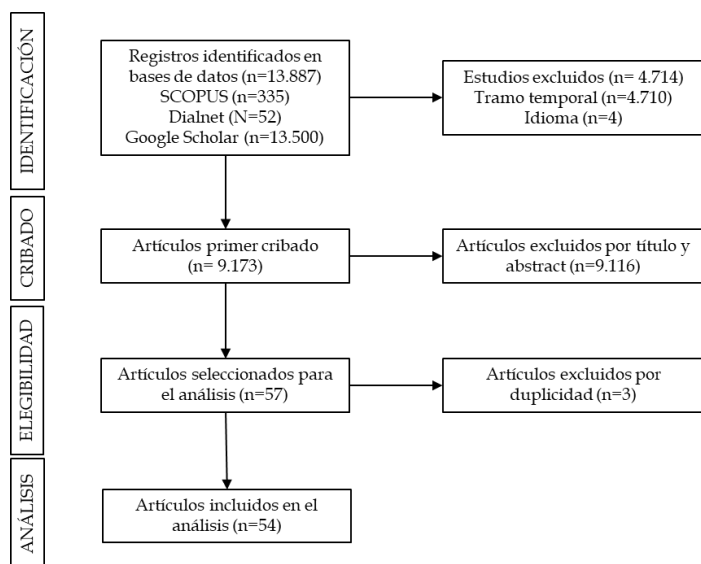 IDENTIFICACIÓN
Registros identificados en
bases de datos (n=13.887)
SCOPUS (n=335)
Dialnet (N=52)
Google Scholar (n=13.500)
Estudios excluidos (n= 4.714)
Tramo temporal (n=4.710)
Idioma (n=4)
CRIBADO
Artículos primer cribado
(n= 9.173)
Artículos excluidos por título y
abstract (n=9.116)
ELEGIBILIDAD
Artículos seleccionados para
el análisis (n=57)
Artículos excluidos por
duplicidad (n=3)
ANÁLISIS
Artículos incluidos en el
análisis (n=54)